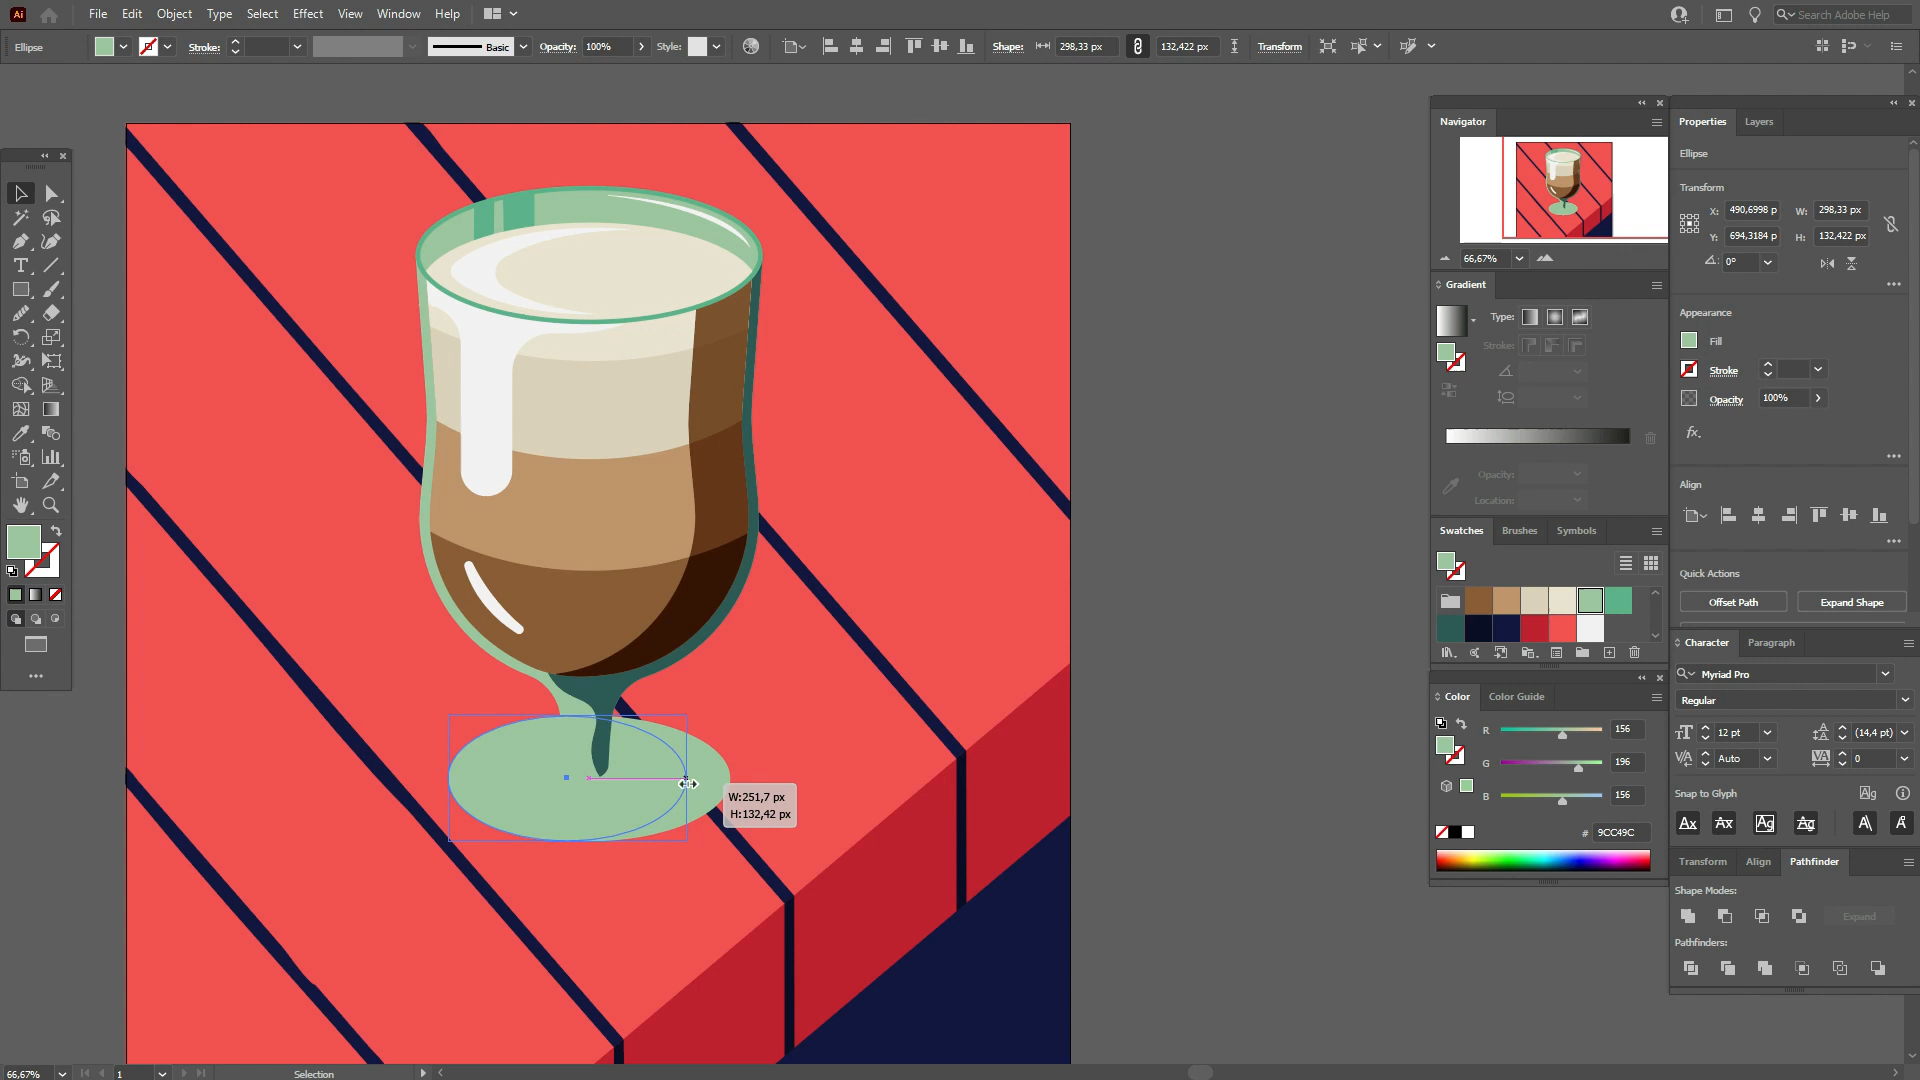 Ai File Edit Object Type Select Effect View Window Help Search Adobe Help
Ellipse Stroke: Basic Opacity: 100% Style: Shape: 298,33 px 132,422 px Transform
Navigator
66,67%
Gradient
Type:
Stroke:
Opacity:
Location:
Swatches Brushes Symbols
Color Color Guide
R 156
G 196
B 156
# 9CC49C
Properties Layers
Ellipse
Transform
X: 490,6998 p W: 298,33 px
Y: 694,3184 p H: 132,422 px
0°
Appearance
Fill
Stroke
Opacity 100%
fx.
Align
Quick Actions
Offset Path Expand Shape
Character Paragraph
Myriad Pro
Regular
12 pt (14,4 pt)
Auto 0
Snap to Glyph
Transform Align Pathfinder
Shape Modes:
Expand
Pathfinders:
W:251,7 px
H:132,42 px
66,67% 1 Selection